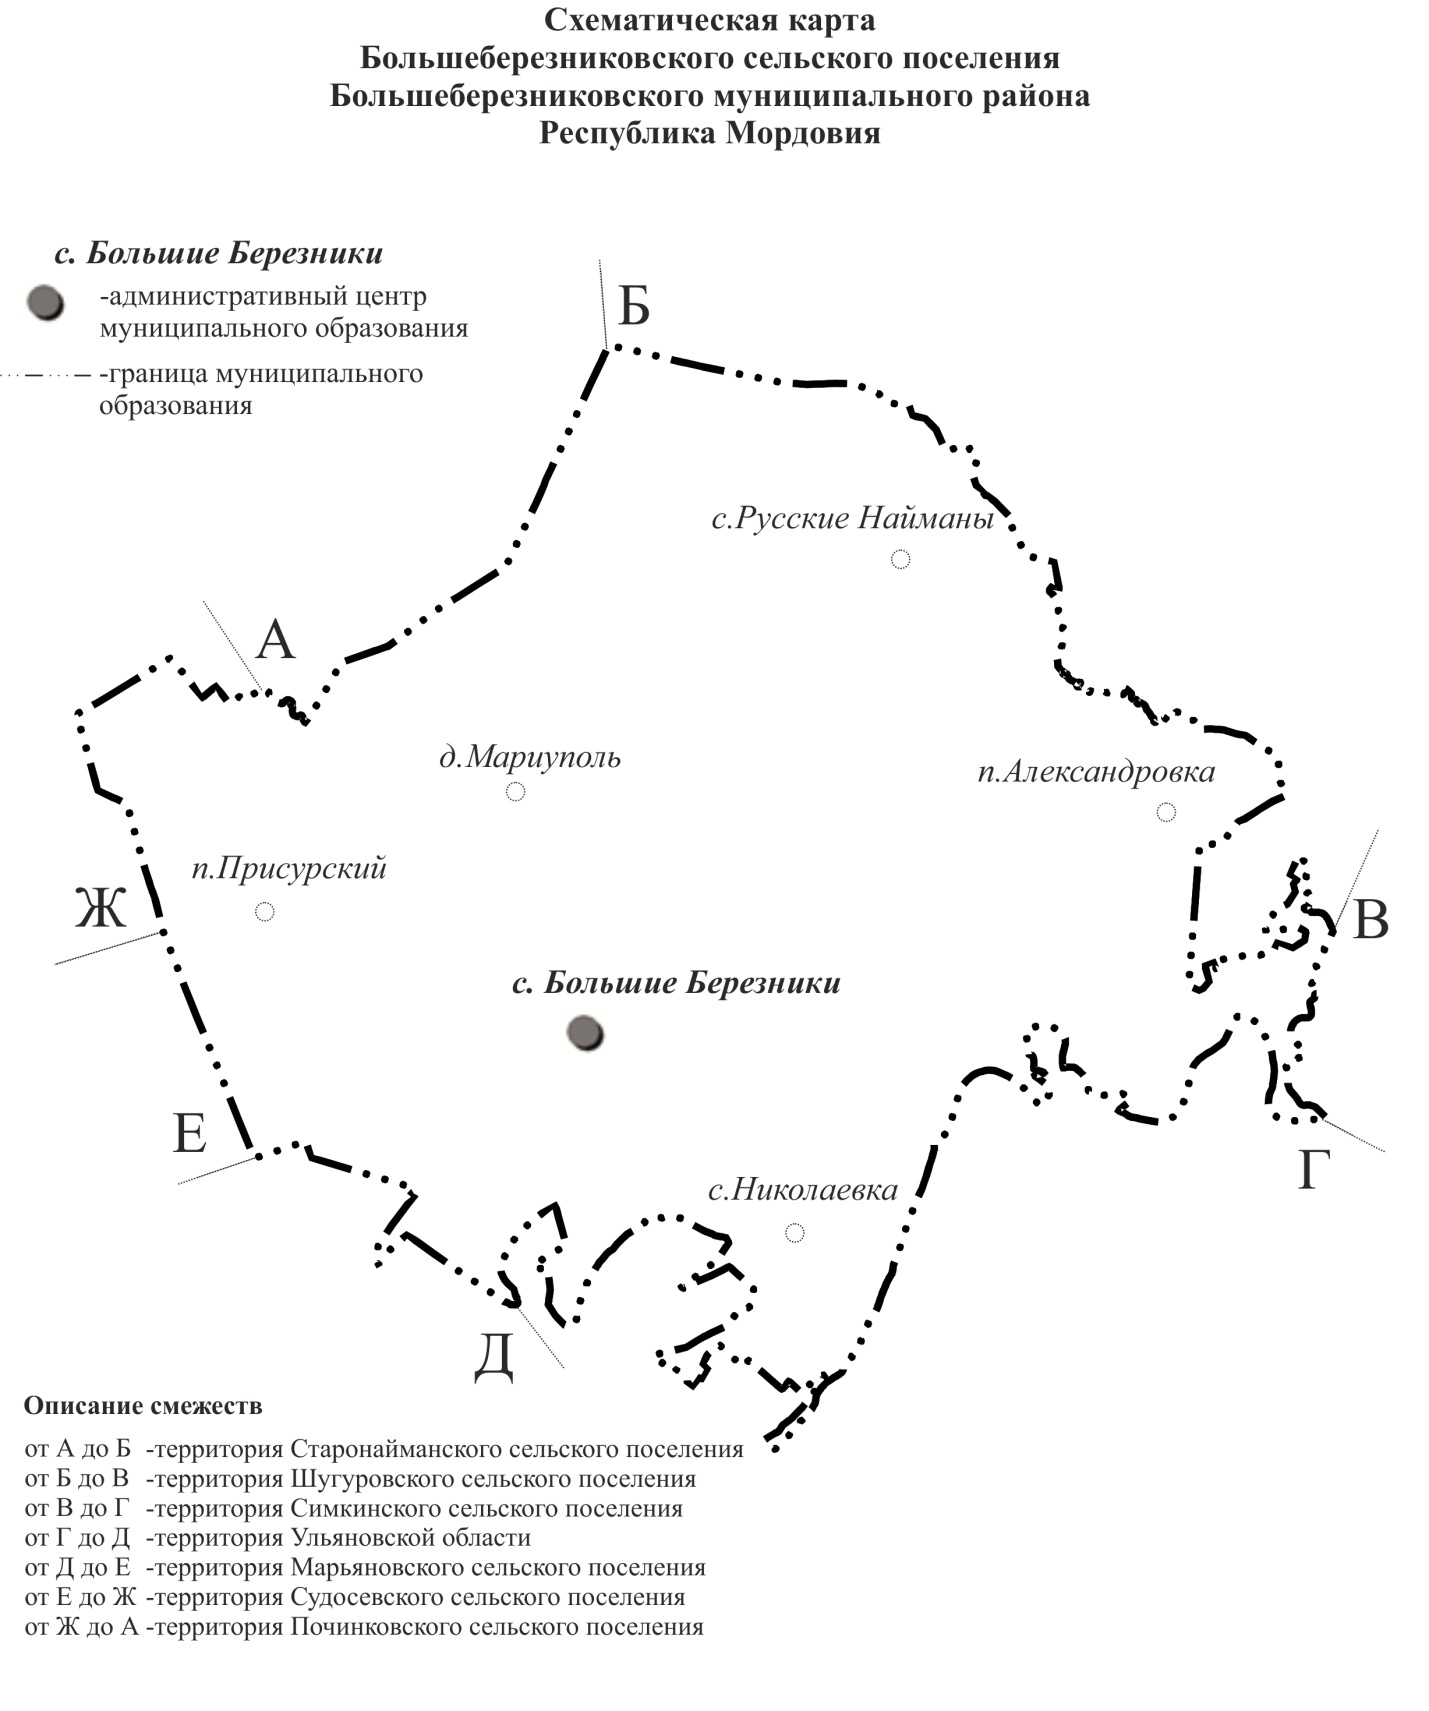 Схематическая карта
Большеберезниковского сельского поселения
Большеберезниковского муниципального района
Республика Мордовия
с. Большие Березники
-административный центр
муниципального образования
-граница муниципального
образования
Б
с.Русские Найманы
А
д.Мариуполь
п.Александровка
п.Присурский
Ж
В
с. Большие Березники
Е
Г
с.Николаевка
Д
Описание смежеств
от А до Б -территория Старонайманского сельского поселения
от Б до В -территория Шугуровского сельского поселения
от В до Г -территория Симкинского сельского поселения
от Г до Д -территория Ульяновской области
от Д до Е -территория Марьяновского сельского поселения
от Е до Ж -территория Судосевского сельского поселения
от Ж до А -территория Починковского сельского поселения